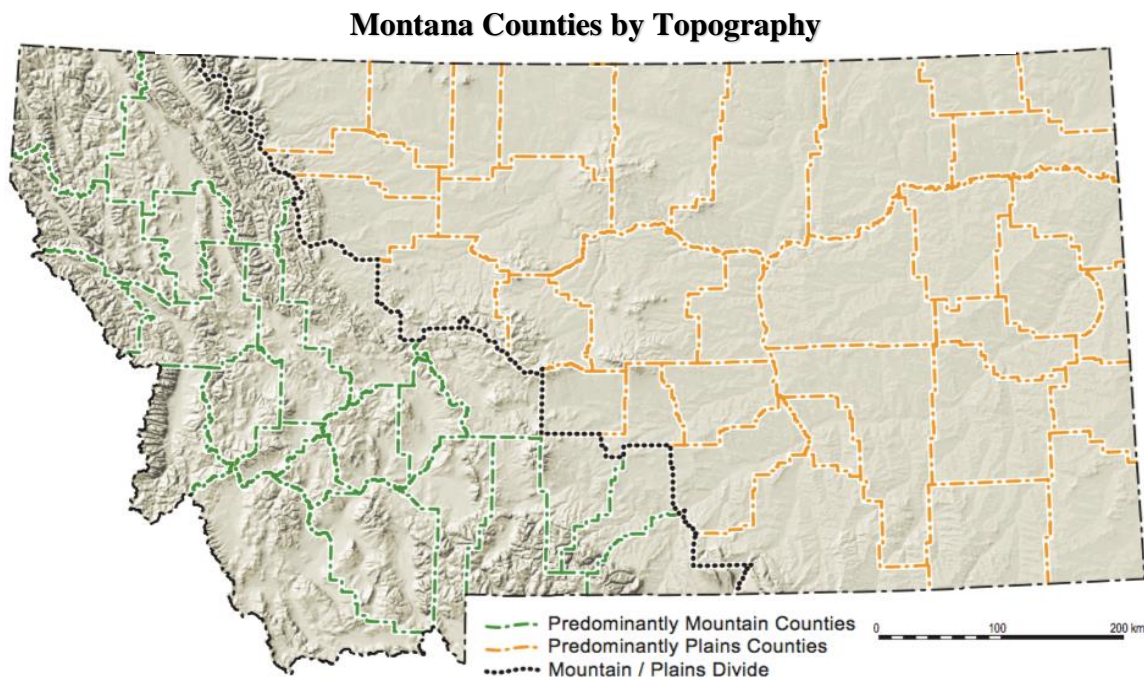 Montana Counties by Topography
Predominantly Mountain Counties
Predominantly Plains Counties
Mountain / Plains Divide
0 100 200 km